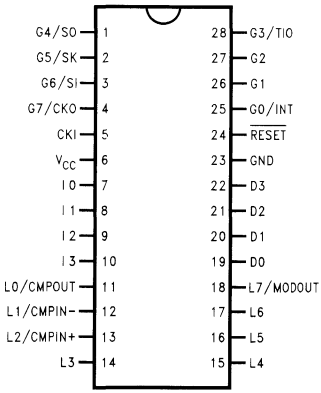 G4/SO 1 28 G3/TIO
G5/SK 2 27 G2
G6/SI 3 26 G1
G7/CKO 4 25 G0/INT
CKI 5 24 RESET
VCC 6 23 GND
I0 7 22 D3
I1 8 21 D2
I2 9 20 D1
I3 10 19 D0
L0/CMPOUT 11 18 L7/MODOUT
L1/CMPIN- 12 17 L6
L2/CMPIN+ 13 16 L5
L3 14 15 L4